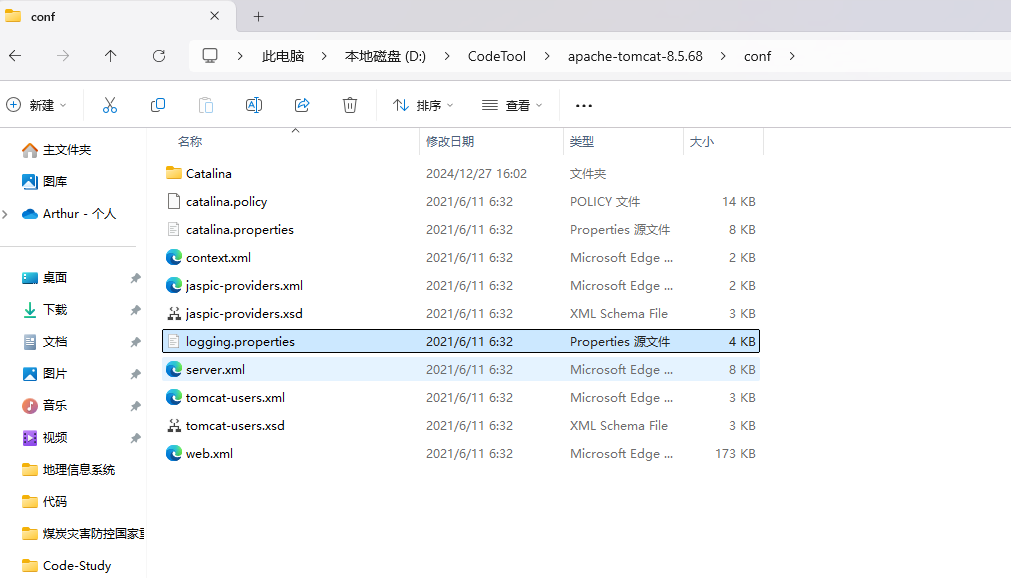 conf
此电脑 本地磁盘 (D:) CodeTool apache-tomcat-8.5.68 conf
新建 排序 查看
名称 修改日期 类型 大小
主文件夹
图库
Arthur - 个人
桌面
下载
文档
图片
音乐
视频
地理信息系统
代码
煤炭灾害防控国家重
Code-Study
Catalina 2024/12/27 16:02 文件夹
catalina.policy 2021/6/11 6:32 POLICY 文件 14 KB
catalina.properties 2021/6/11 6:32 Properties 源文件 8 KB
context.xml 2021/6/11 6:32 Microsoft Edge ... 2 KB
jaspic-providers.xml 2021/6/11 6:32 Microsoft Edge ... 2 KB
jaspic-providers.xsd 2021/6/11 6:32 XML Schema File 3 KB
logging.properties 2021/6/11 6:32 Properties 源文件 4 KB
server.xml 2021/6/11 6:32 Microsoft Edge ... 8 KB
tomcat-users.xml 2021/6/11 6:32 Microsoft Edge ... 3 KB
tomcat-users.xsd 2021/6/11 6:32 XML Schema File 3 KB
web.xml 2021/6/11 6:32 Microsoft Edge ... 173 KB